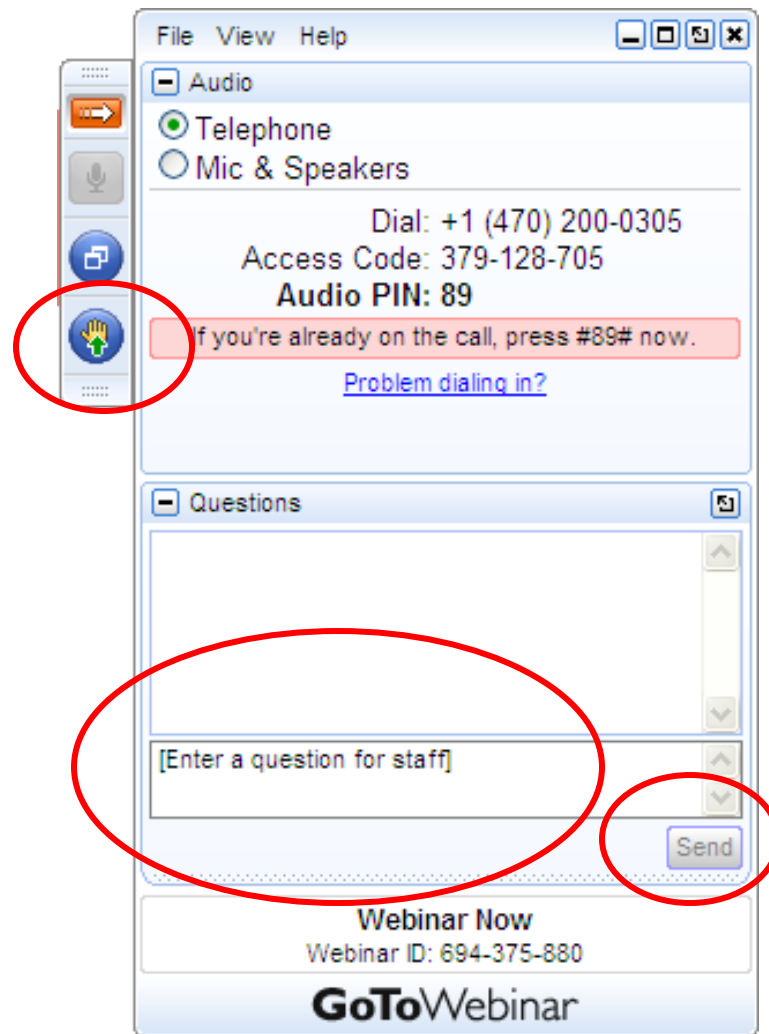 File View Help
Audio
Telephone
Mic & Speakers
Dial: +1 (470) 200-0305
Access Code: 379-128-705
Audio PIN: 89
If you're already on the call, press #89# now.
Problem dialing in?
Questions
[Enter a question for staff]
Send
Webinar Now
Webinar ID: 694-375-880
GoToWebinar